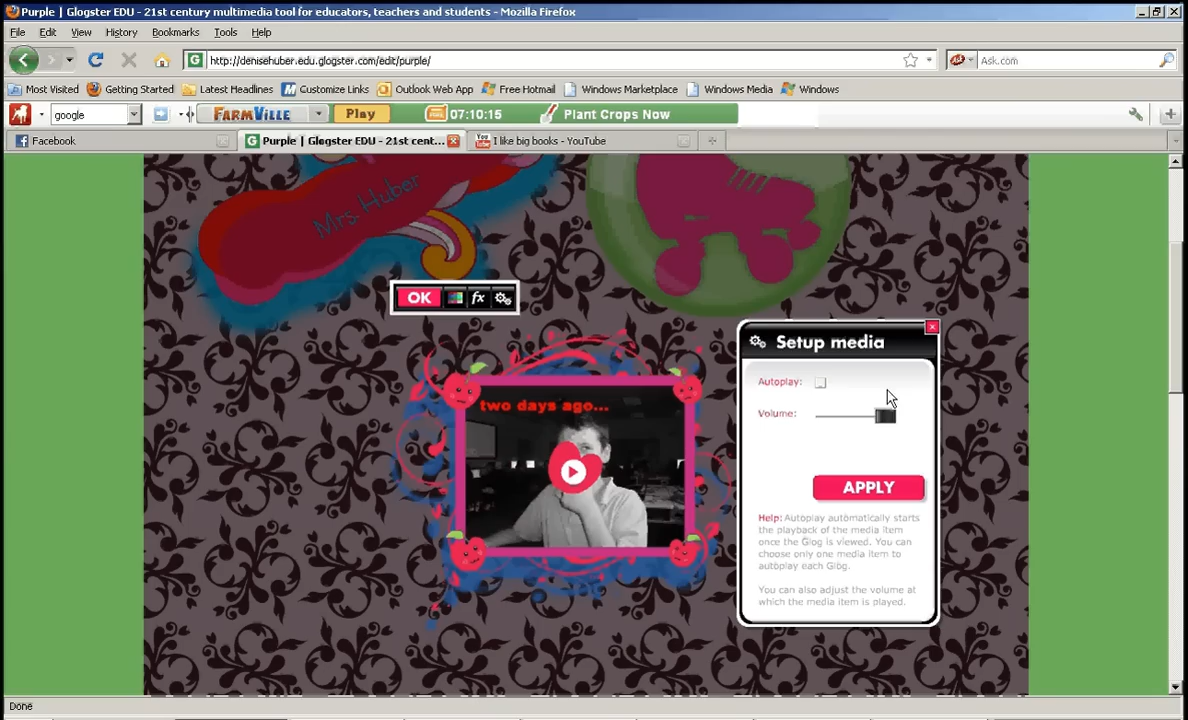 Purple | Glogster EDU - 21st century multimedia tool for educators, teachers and students - Mozilla Firefox
File Edit View History Bookmarks Tools Help
http://denisehuber.edu.glogster.com/edit/purple/
Ask.com
Most Visited Getting Started Latest Headlines Customize Links Outlook Web App Free Hotmail Windows Marketplace Windows Media Windows
google FARMVILLE Play 07:10:15 Plant Crops Now
Facebook Purple | Glogster EDU - 21st cent... I like big books - YouTube
Mrs. Huber
OK fx
Setup media
Autoplay:
Volume:
two days ago...
APPLY
Help: Autoplay automatically starts
the playback of the media item
once the Glog is viewed. You can
choose only one media item to
autoplay each Glog.
You can also adjust the volume at
which the media item is played.
Done